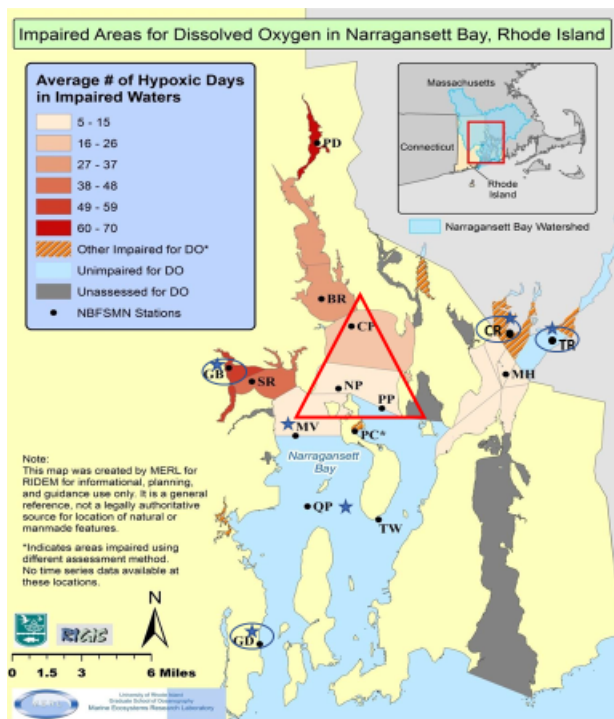 Impaired Areas for Dissolved Oxygen in Narragansett Bay, Rhode Island
Average # of Hypoxic Days
in Impaired Waters
5 - 15
16 - 26
27 - 37
38 - 48
49 - 59
60 - 70
Other Impaired for DO*
Unimpaired for DO
Unassessed for DO
NBFSMN Stations
Massachusetts
Connecticut
Rhode
Island
Narragansett Bay Watershed
PD
BR
CP
CR
TR
GB
SR
MH
NP
PP
MV
PC*
Narragansett
Bay
QP
TW
GD
Note:
This map was created by MERL for
RIDEM for informational, planning,
and guidance use only. It is a general
reference, not a legally authoritative
source for location of natural or
manmade features.
*Indicates areas impaired using
different assessment method.
No time series data available at
these locations.
N
RIGIS
0 1.5 3 6 Miles
University of Rhode Island
Graduate School of Oceanography
Marine Ecosystems Research Laboratory